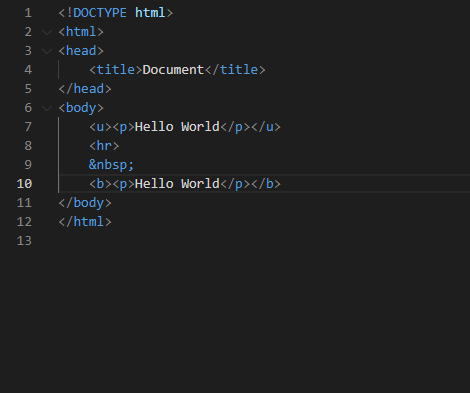 1 <!DOCTYPE html>
2 <html>
3 <head>
4     <title>Document</title>
5 </head>
6 <body>
7     <u><p>Hello World</p></u>
8     <hr>
9     &nbsp;
10     <b><p>Hello World</p></b>
11 </body>
12 </html>
13